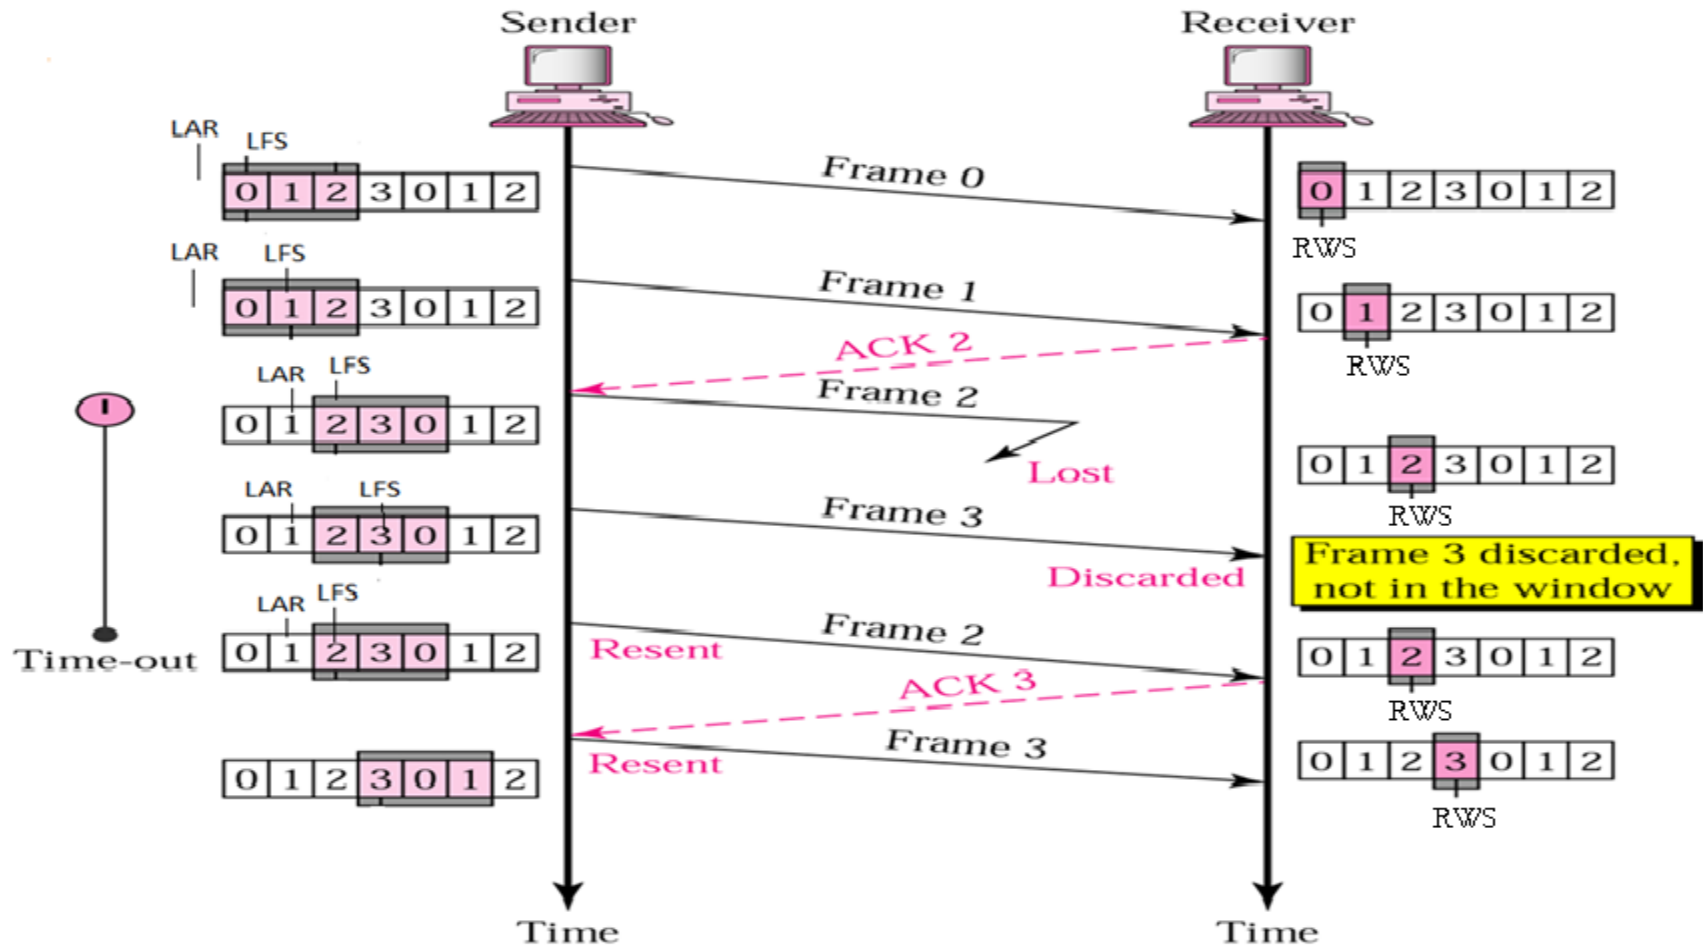 Sender
Receiver
LAR
LFS
0 1 2 3 0 1 2
Frame 0
0 1 2 3 0 1 2
RWS
LAR
LFS
0 1 2 3 0 1 2
Frame 1
0 1 2 3 0 1 2
RWS
ACK 2
LAR
LFS
0 1 2 3 0 1 2
Frame 2
Lost
0 1 2 3 0 1 2
RWS
LAR
LFS
0 1 2 3 0 1 2
Frame 3
Discarded
Frame 3 discarded,
not in the window
LAR
LFS
Time-out
0 1 2 3 0 1 2
Resent
Frame 2
0 1 2 3 0 1 2
RWS
ACK 3
0 1 2 3 0 1 2
Resent
Frame 3
0 1 2 3 0 1 2
RWS
Time
Time